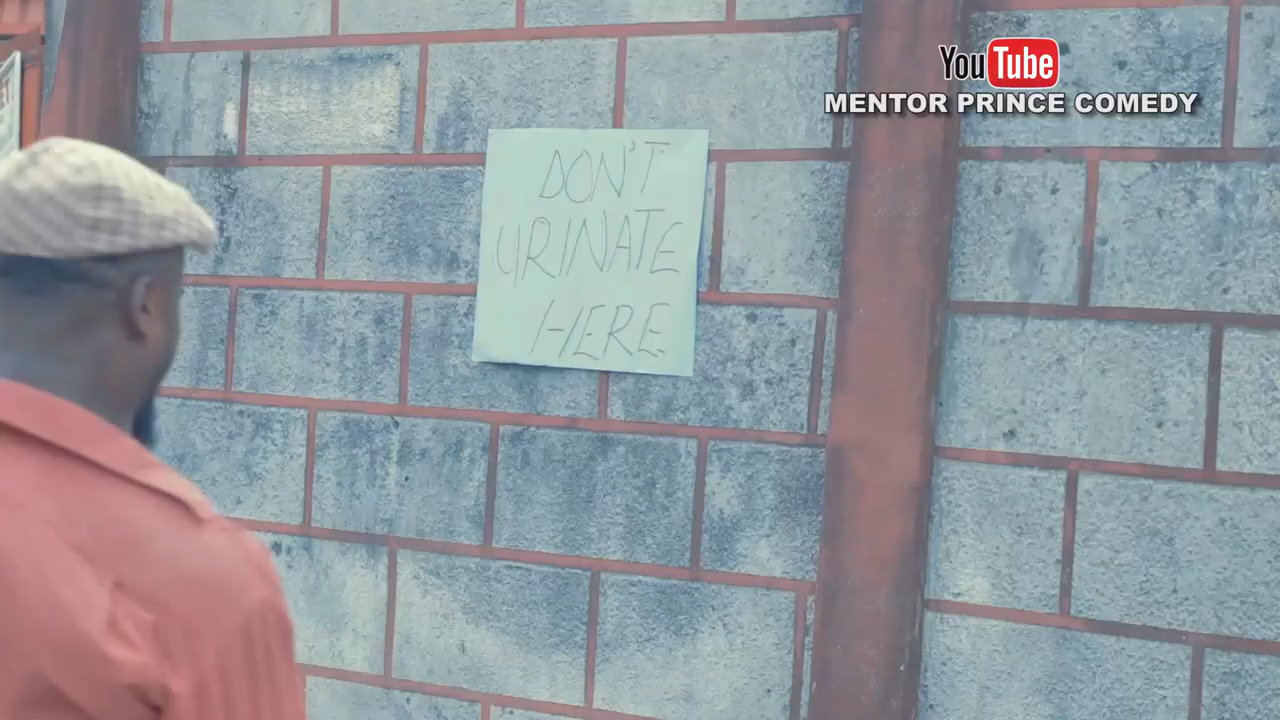 YouTube
MENTOR PRINCE COMEDY
DON'T
URINATE
HERE